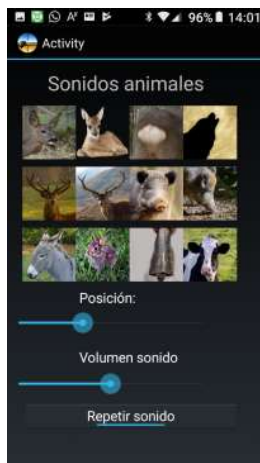 96% 14:01
Activity
Sonidos animales
Posición:
Volumen sonido
Repetir sonido